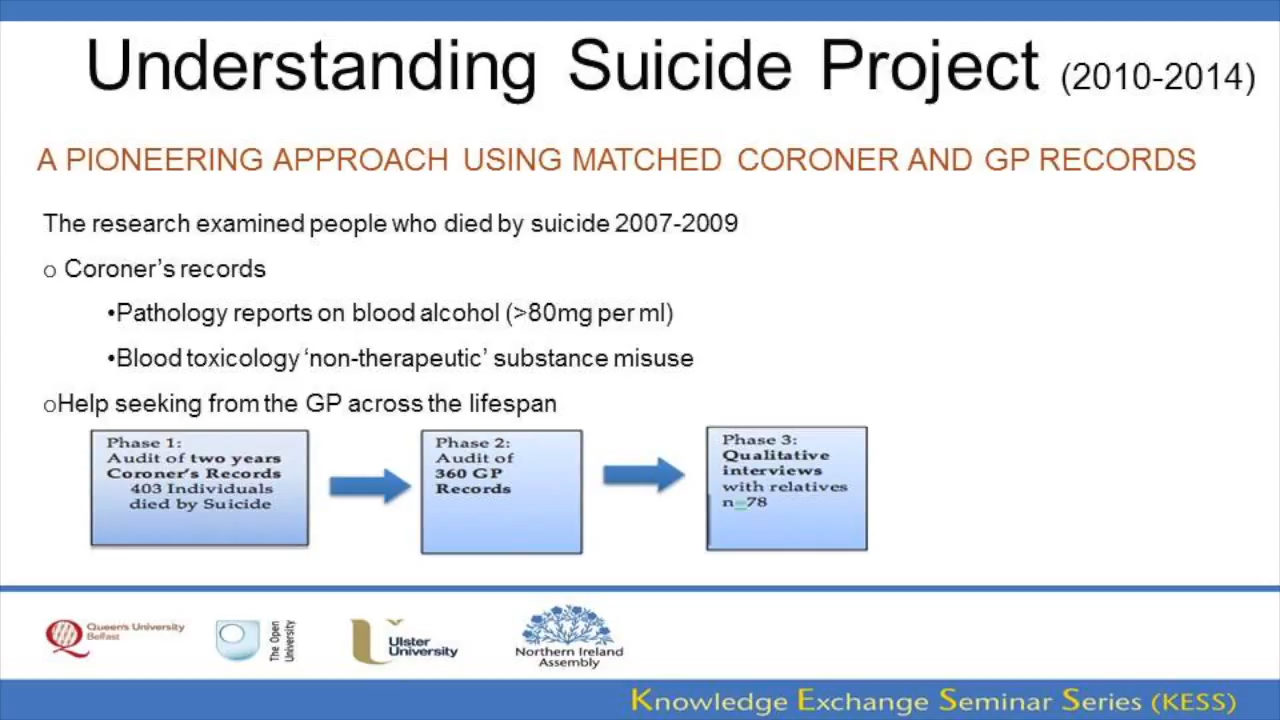 Understanding Suicide Project (2010-2014)
A PIONEERING APPROACH USING MATCHED CORONER AND GP RECORDS
The research examined people who died by suicide 2007-2009
o Coroner's records
•Pathology reports on blood alcohol (>80mg per ml)
•Blood toxicology 'non-therapeutic' substance misuse
oHelp seeking from the GP across the lifespan
Phase 1:
Audit of two years
Coroner's Records
403 Individuals
died by Suicide
Phase 2:
Audit of
360 GP
Records
Phase 3:
Qualitative
interviews
with relatives
n=78
Queen's University
Belfast
The Open
University
Ulster
University
Northern Ireland
Assembly
Knowledge Exchange Seminar Series (KESS)